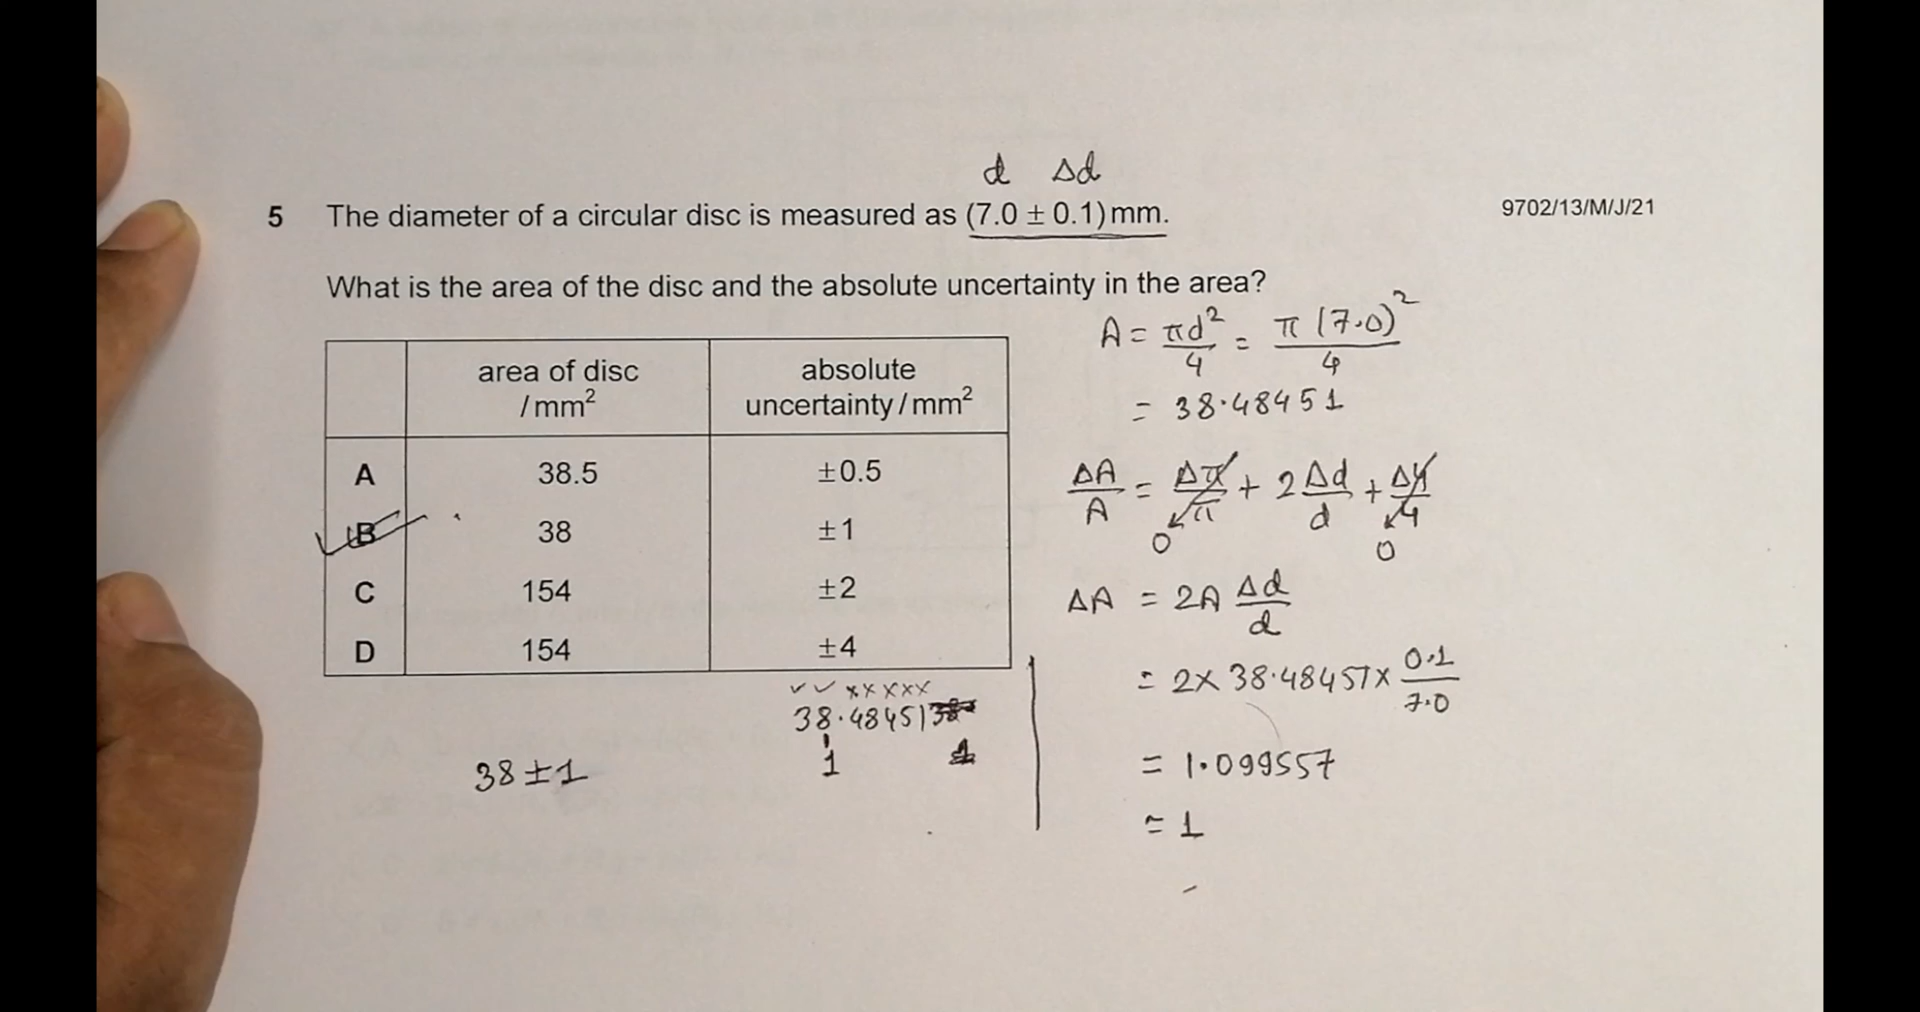 d Δd
5 The diameter of a circular disc is measured as (7.0 ± 0.1) mm.
9702/13/M/J/21
What is the area of the disc and the absolute uncertainty in the area?
area of disc /mm² absolute uncertainty/mm²
A 38.5 ±0.5
B 38 ±1
C 154 ±2
D 154 ±4
38.48451
1
38 ± 1
A = πd²/4 = π(7.0)²/4
= 38.48451
ΔA/A = Δπ/π + 2Δd/d + Δ4/4
0 0
ΔA = 2A Δd/d
= 2 × 38.48451 × 0.1/7.0
= 1.099557
≈ 1